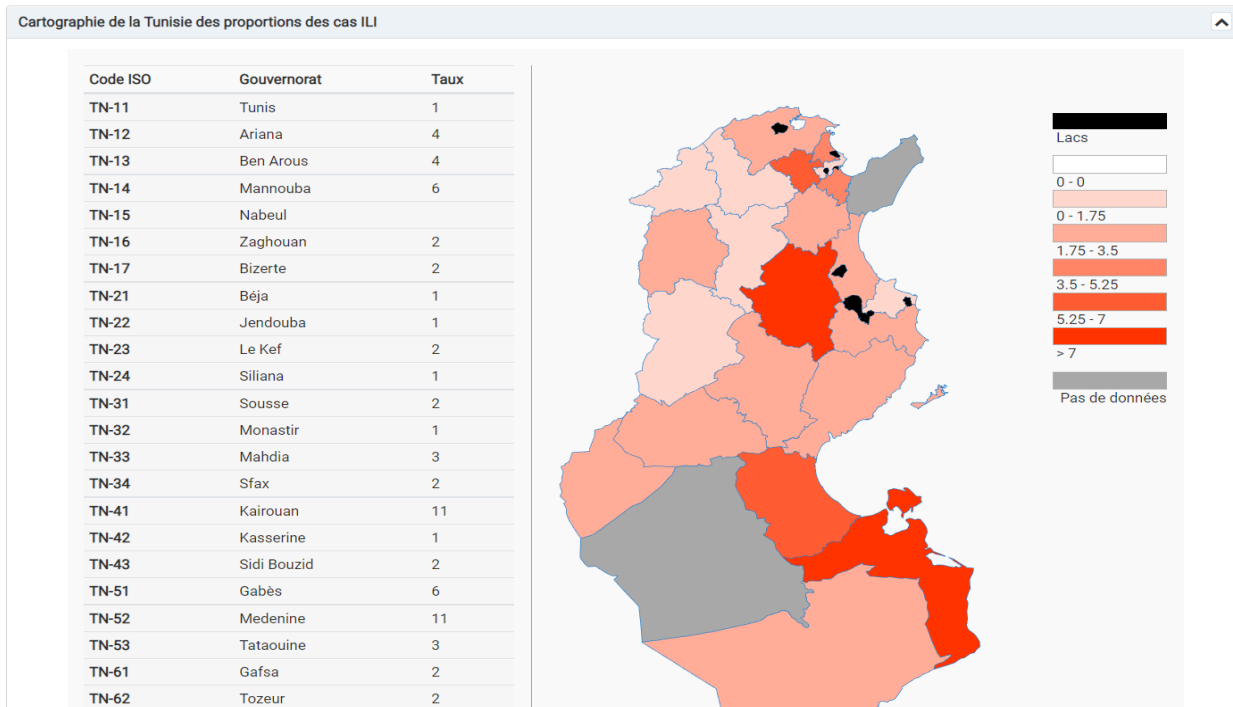 Cartographie de la Tunisie des proportions des cas ILI
Code ISO Gouvernorat Taux
TN-11 Tunis 1
TN-12 Ariana 4
TN-13 Ben Arous 4
TN-14 Mannouba 6
TN-15 Nabeul
TN-16 Zaghouan 2
TN-17 Bizerte 2
TN-21 Béja 1
TN-22 Jendouba 1
TN-23 Le Kef 2
TN-24 Siliana 1
TN-31 Sousse 2
TN-32 Monastir 1
TN-33 Mahdia 3
TN-34 Sfax 2
TN-41 Kairouan 11
TN-42 Kasserine 1
TN-43 Sidi Bouzid 2
TN-51 Gabès 6
TN-52 Medenine 11
TN-53 Tataouine 3
TN-61 Gafsa 2
TN-62 Tozeur 2
Lacs
0 - 0
0 - 1.75
1.75 - 3.5
3.5 - 5.25
5.25 - 7
> 7
Pas de données